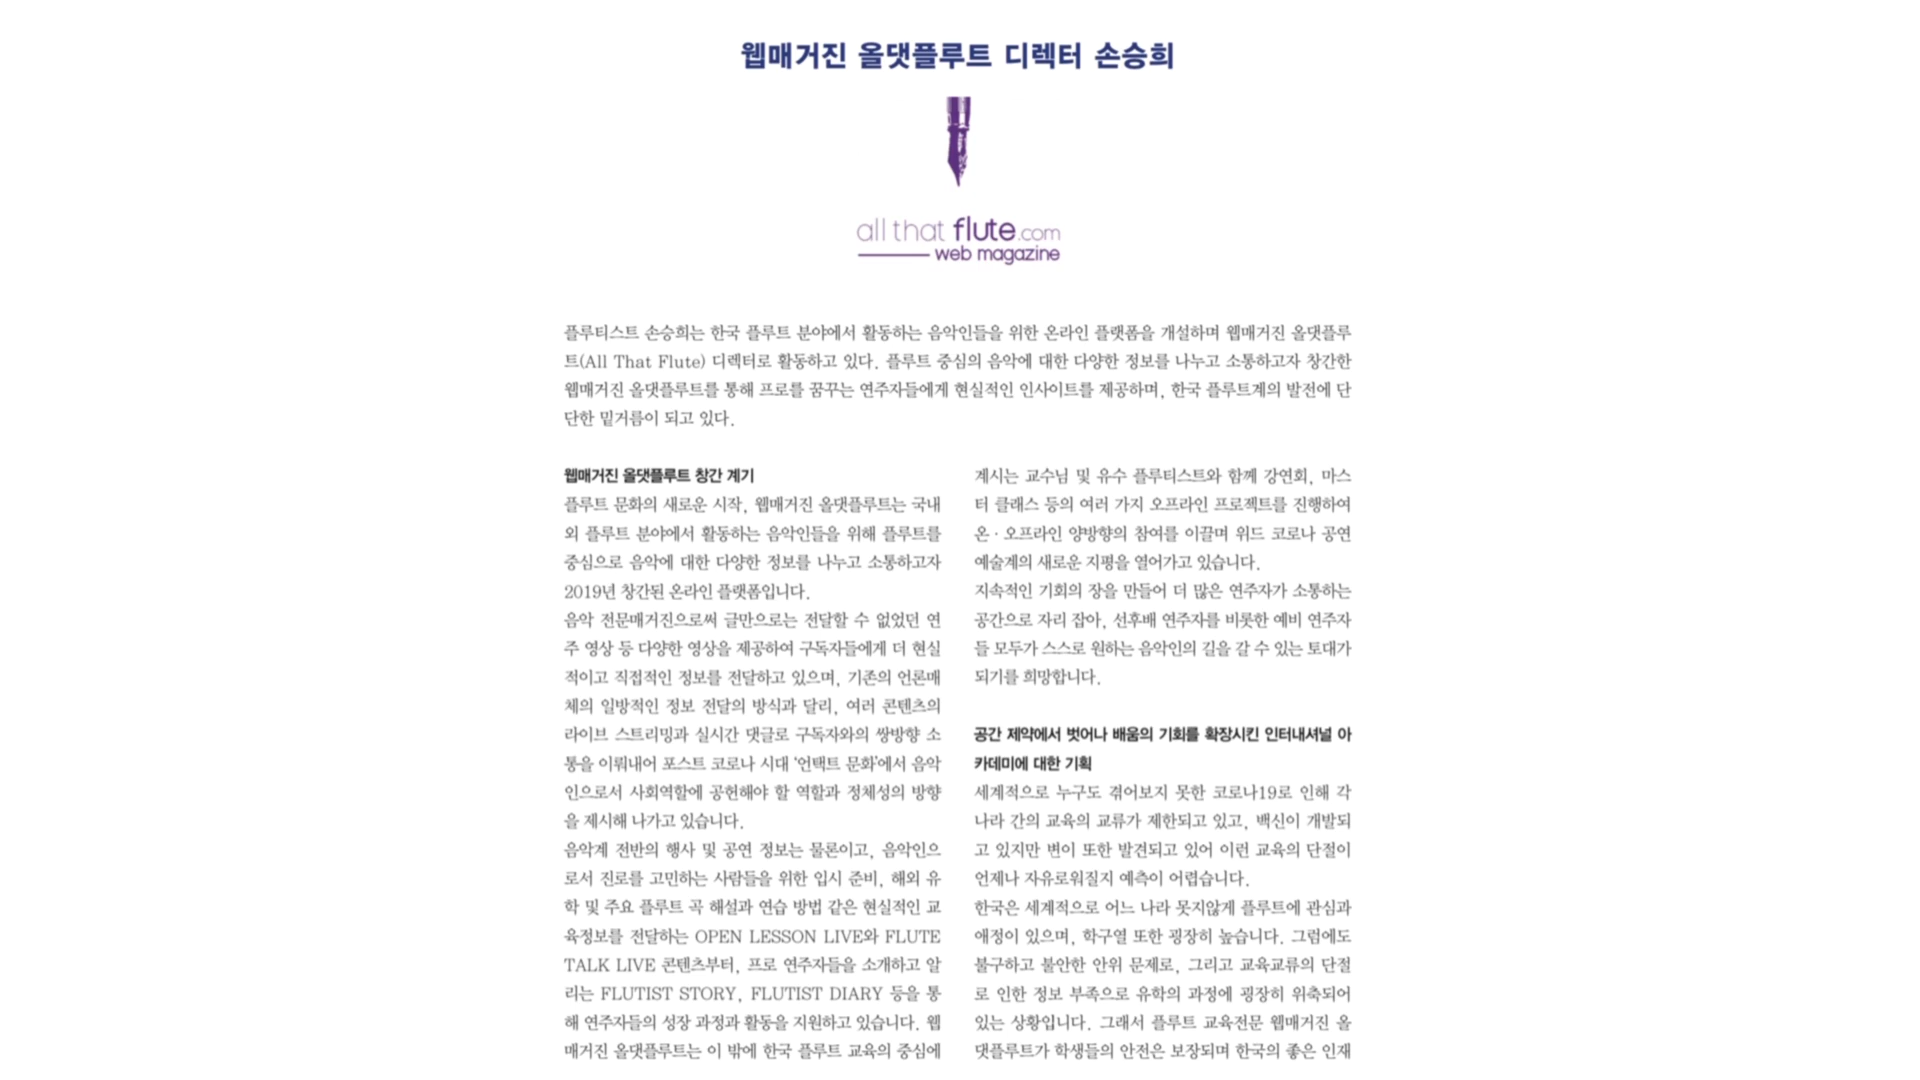 웹매거진 올댓플루트 디렉터 손승희
all that flute.com
web magazine
플루티스트 손승희는 한국 플루트 분야에서 활동하는 음악인들을 위한 온라인 플랫폼을 개설하며 웹매거진 올댓플루
트(All That Flute) 디렉터로 활동하고 있다. 플루트 중심의 음악에 대한 다양한 정보를 나누고 소통하고자 창간한
웹매거진 올댓플루트를 통해 프로를 꿈꾸는 연주자들에게 현실적인 인사이트를 제공하며, 한국 플루트계의 발전에 단
단한 밑거름이 되고 있다.
웹매거진 올댓플루트 창간 계기
플루트 문화의 새로운 시작, 웹매거진 올댓플루트는 국내
외 플루트 분야에서 활동하는 음악인들을 위해 플루트를
중심으로 음악에 대한 다양한 정보를 나누고 소통하고자
2019년 창간된 온라인 플랫폼입니다.
음악 전문매거진으로써 글만으로는 전달할 수 없었던 연
주 영상 등 다양한 영상을 제공하여 구독자들에게 더 현실
적이고 직접적인 정보를 전달하고 있으며, 기존의 언론매
체의 일방적인 정보 전달의 방식과 달리, 여러 콘텐츠의
라이브 스트리밍과 실시간 댓글로 구독자와의 쌍방향 소
통을 이뤄내어 포스트 코로나 시대 ‘언택트 문화’에서 음악
인으로서 사회역할에 공헌해야 할 역할과 정체성의 방향
을 제시해 나가고 있습니다.
음악계 전반의 행사 및 공연 정보는 물론이고, 음악인으
로서 진로를 고민하는 사람들을 위한 입시 준비, 해외 유
학 및 주요 플루트 곡 해설과 연습 방법 같은 현실적인 교
육정보를 전달하는 OPEN LESSON LIVE와 FLUTE
TALK LIVE 콘텐츠부터, 프로 연주자들을 소개하고 알
리는 FLUTIST STORY, FLUTIST DIARY 등을 통
해 연주자들의 성장 과정과 활동을 지원하고 있습니다. 웹
매거진 올댓플루트는 이 밖에 한국 플루트 교육의 중심에
계시는 교수님 및 유수 플루티스트와 함께 강연회, 마스
터 클래스 등의 여러 가지 오프라인 프로젝트를 진행하여
온 · 오프라인 양방향의 참여를 이끌며 위드 코로나 공연
예술계의 새로운 지평을 열어가고 있습니다.
지속적인 기회의 장을 만들어 더 많은 연주자가 소통하는
공간으로 자리 잡아, 선후배 연주자를 비롯한 예비 연주자
들 모두가 스스로 원하는 음악인의 길을 갈 수 있는 토대가
되기를 희망합니다.
공간 제약에서 벗어나 배움의 기회를 확장시킨 인터내셔널 아
카데미에 대한 기획
세계적으로 누구도 겪어보지 못한 코로나19로 인해 각
나라 간의 교육의 교류가 제한되고 있고, 백신이 개발되
고 있지만 변이 또한 발견되고 있어 이런 교육의 단절이
언제나 자유로워질지 예측이 어렵습니다.
한국은 세계적으로 어느 나라 못지않게 플루트에 관심과
애정이 있으며, 학구열 또한 굉장히 높습니다. 그럼에도
불구하고 불안한 안위 문제로, 그리고 교육교류의 단절
로 인한 정보 부족으로 유학의 과정에 굉장히 위축되어
있는 상황입니다. 그래서 플루트 교육전문 웹매거진 올
댓플루트가 학생들의 안전은 보장되며 한국의 좋은 인재